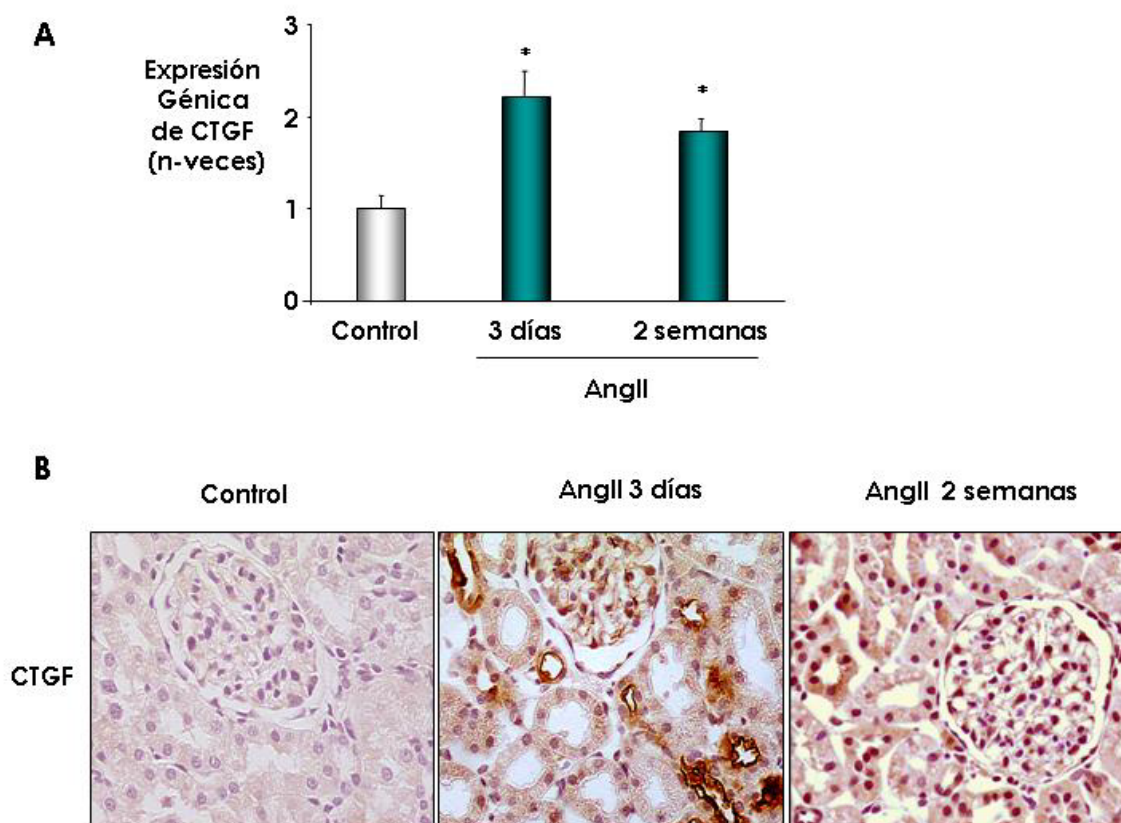 A
3
Expresión
Génica
de CTGF
(n-veces)
2
1
0
*
*
Control
3 días
2 semanas
AngII
B
Control
AngII 3 días
AngII 2 semanas
CTGF